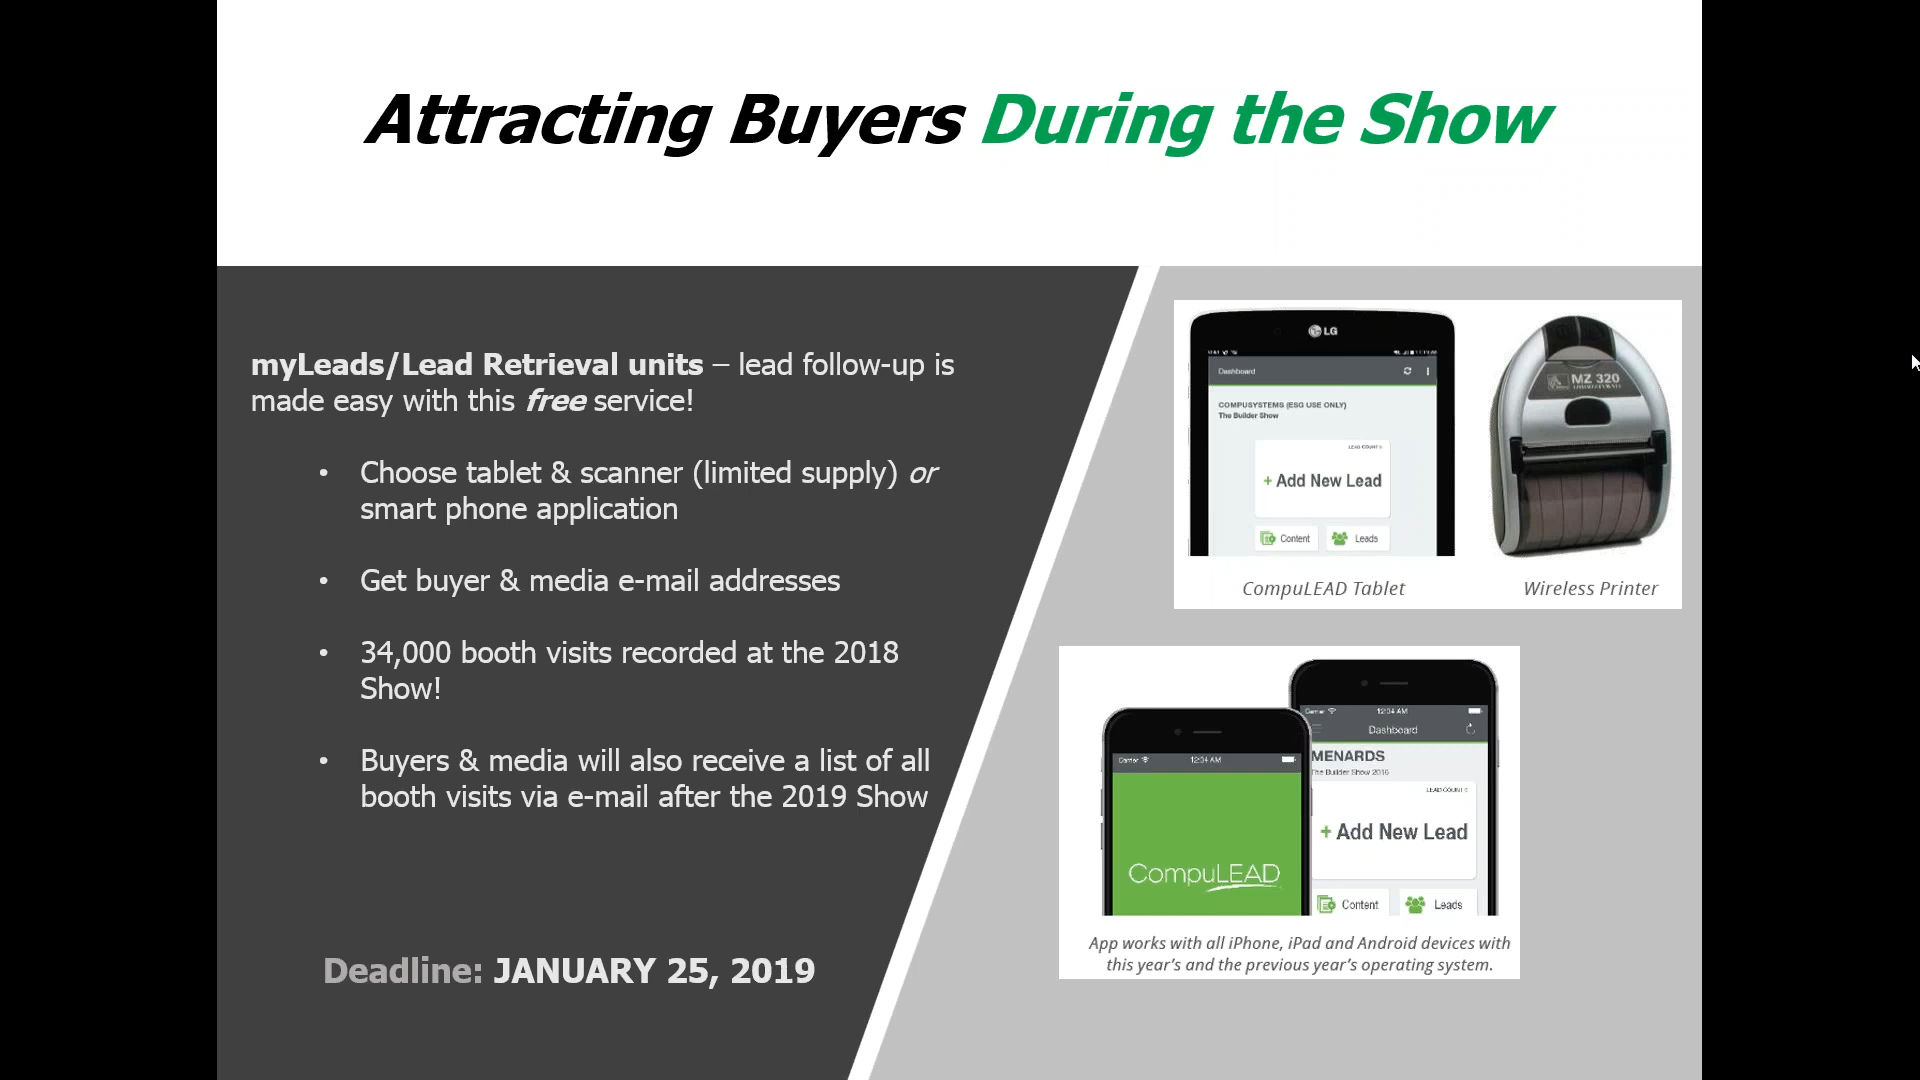 Attracting Buyers During the Show
myLeads/Lead Retrieval units – lead follow-up is
made easy with this free service!
• Choose tablet & scanner (limited supply) or
smart phone application
• Get buyer & media e-mail addresses
• 34,000 booth visits recorded at the 2018
Show!
• Buyers & media will also receive a list of all
booth visits via e-mail after the 2019 Show
Deadline: JANUARY 25, 2019
LG
Dashboard
COMPUSYSTEMS (ESG USE ONLY)
The Builder Show
LEAD COUNT 0
+ Add New Lead
Content Leads
MZ 320
CompuLEAD Tablet Wireless Printer
Carrier 12:04 AM
CompuLEAD
Carrier 12:04 AM
Dashboard
MENARDS
The Builder Show 2016
LEAD COUNT 0
+ Add New Lead
Content Leads
App works with all iPhone, iPad and Android devices with
this year's and the previous year's operating system.